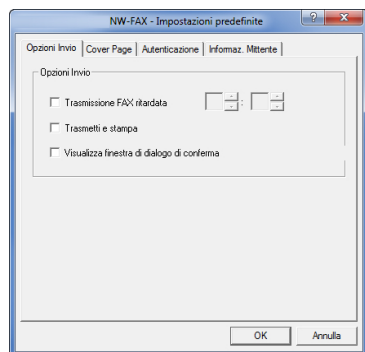 NW-FAX - Impostazioni predefinite
Opzioni Invio Cover Page Autenticazione Informaz. Mittente
Opzioni Invio
Trasmissione FAX ritardata :
Trasmetti e stampa
Visualizza finestra di dialogo di conferma
OK Annulla